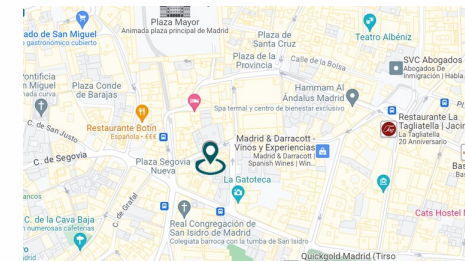 Plaza Mayor
Animada plaza principal de Madrid
Teatro Albéniz
ado de San Miguel
o gastronómico cubierto
Plaza de
Santa Cruz
Plaza de la
Provincia
Calle de la Bolsa
SVC Abogados
Abogados De
Inmigración | Habla
Pontificia
n Miguel
nada curva
Plaza Conde
de Barajas
Hammam Al
Ándalus Madrid
Spa termal y centro de bienestar exclusivo
Restaurante La
Tagliatella | Jacin
La Tagliatella
20 Anniversario
Restaurante Botín
Española • €€€
C. de San Justo
Madrid & Darracott -
Vinos y Experiencias
Madrid & Darracott |
Spanish Wines | Win...
C. de Segovia
Plaza Segovia
Nueva
La Gatoteca
Bas
Bask
ancos
C. de Grafal
C. de la Cava Baja
n numerosas cafeterías
Real Congregación de
San Isidro de Madrid
Colegiata barroca con la tumba de San Isidro
Cats Hostel M
Quickgold Madrid (Tirso